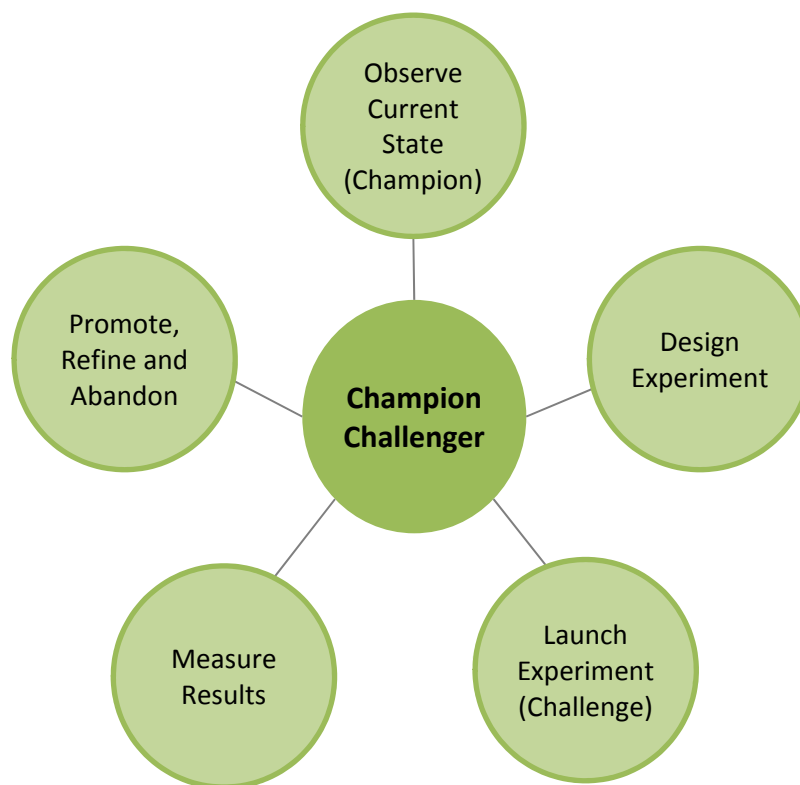 Observe
Current
State
(Champion)
Design
Experiment
Launch
Experiment
(Challenge)
Measure
Results
Promote,
Refine and
Abandon
Champion
Challenger